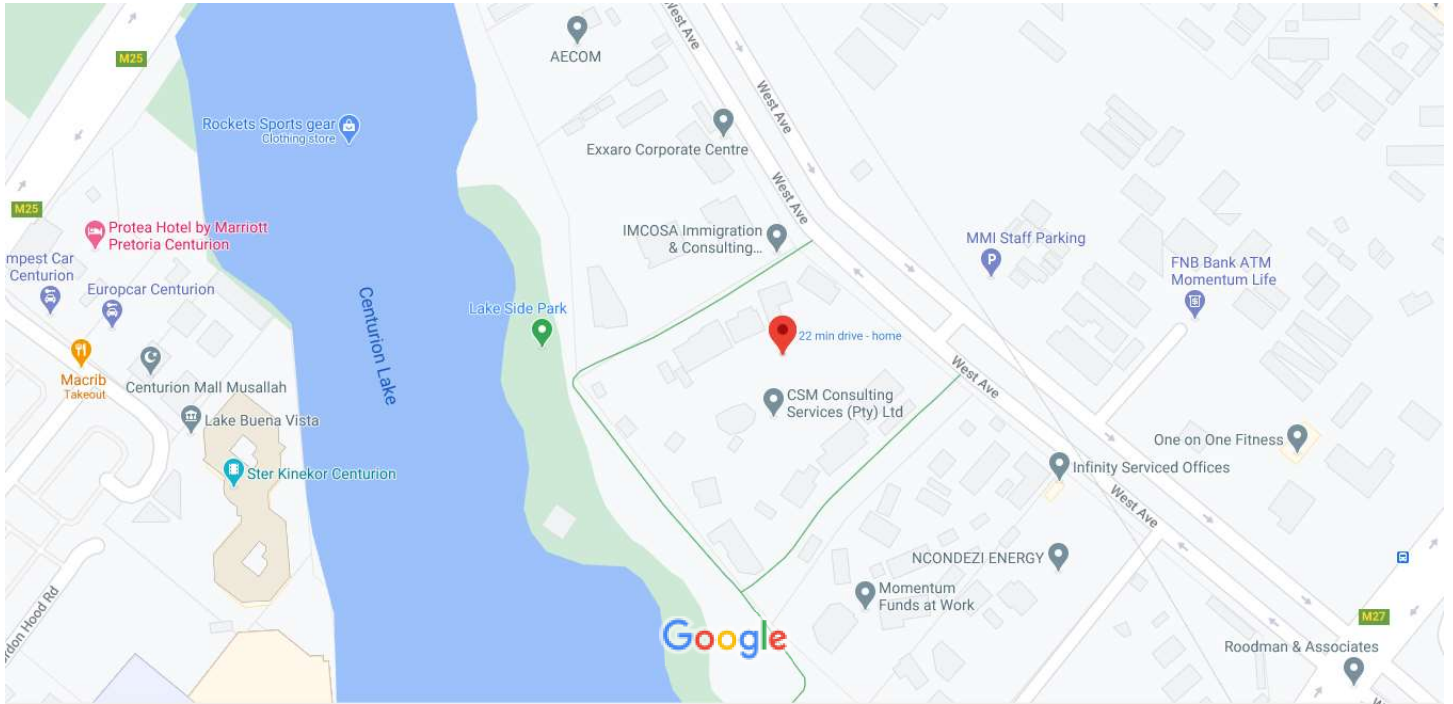 West Ave
M25
AECOM
West Ave
Rockets Sports gear
Clothing store
Exxaro Corporate Centre
West Ave
M25
Protea Hotel by Marriott
Pretoria Centurion
IMCOSA Immigration
& Consulting...
MMI Staff Parking
mpest Car
Centurion
FNB Bank ATM
Momentum Life
Europcar Centurion
Centurion Lake
Lake Side Park
22 min drive - home
Macrib
Takeout
Centurion Mall Musallah
West Ave
CSM Consulting
Services (Pty) Ltd
Lake Buena Vista
One on One Fitness
Ster Kinekor Centurion
Infinity Serviced Offices
West Ave
NCONDEZI ENERGY
Momentum
Funds at Work
rdon Hood Rd
M27
Google
Roodman & Associates